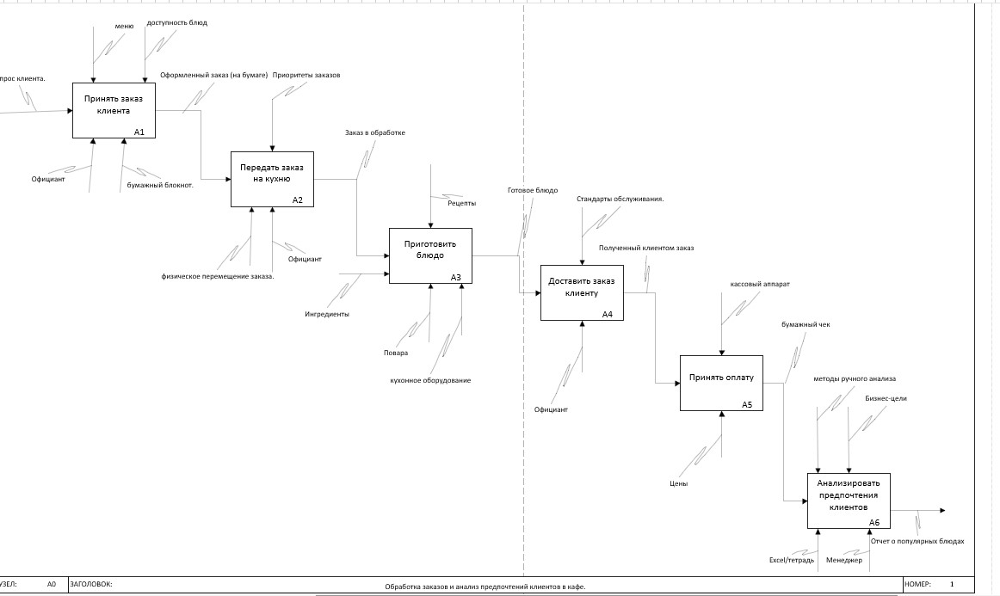 меню
доступность блюд
прос клиента.
Оформленный заказ (на бумаге)
Приоритеты заказов
Принять заказ
клиента
A1
Официант
бумажный блокнот.
Заказ в обработке
Передать заказ
на кухню
A2
физическое перемещение заказа.
Официант
Рецепты
Готовое блюдо
Стандарты обслуживания.
Приготовить
блюдо
A3
Ингредиенты
Повара
кухонное оборудование
Полученный клиентом заказ
Доставить заказ
клиенту
A4
Официант
кассовый аппарат
бумажный чек
Принять оплату
A5
Цены
методы ручного анализа
Бизнес-цели
Анализировать
предпочтения
клиентов
A6
Отчет о популярных блюдах
Excel/тетрадь
Менеджер
УЗЕЛ:
A0
ЗАГОЛОВОК:
Обработка заказов и анализ предпочтений клиентов в кафе.
НОМЕР:
1